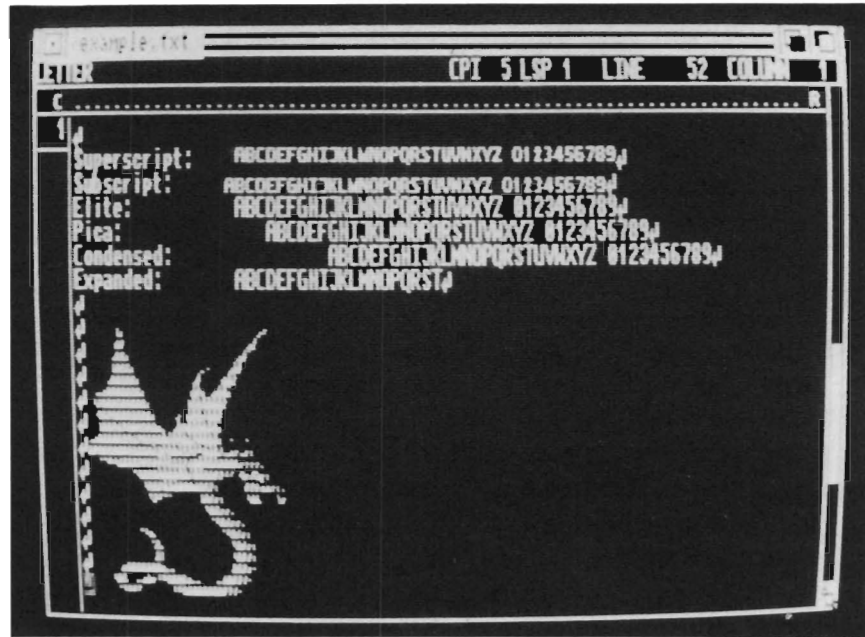 example.txt
LETTER CPI 5 LSP 1 LINE 52 COLUMN 1
C ................................................................ R
1
Superscript: ABCDEFGHIJKLMNOPQRSTUVWXYZ 0123456789
Subscript: ABCDEFGHIJKLMNOPQRSTUVWXYZ 0123456789
Elite: ABCDEFGHIJKLMNOPQRSTUVWXYZ 0123456789
Pica: ABCDEFGHIJKLMNOPQRSTUVWXYZ 0123456789
Condensed: ABCDEFGHIJKLMNOPQRSTUVWXYZ 0123456789
Expanded: ABCDEFGHIJKLMNOPQRST